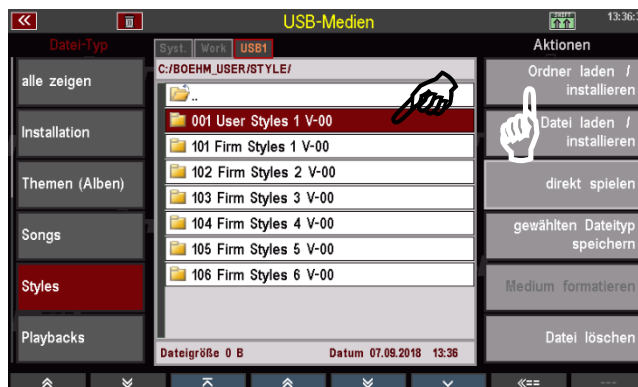 USB-Medien
13:36:
Datei-Typ
Syst. Work USB1
Aktionen
C:/BOEHM_USER/STYLE/
alle zeigen
Installation
Themen (Alben)
Songs
Styles
Playbacks
..
001 User Styles 1 V-00
101 Firm Styles 1 V-00
102 Firm Styles 2 V-00
103 Firm Styles 3 V-00
104 Firm Styles 4 V-00
105 Firm Styles 5 V-00
106 Firm Styles 6 V-00
Dateigröße 0 B Datum 07.09.2018 13:36
Ordner laden /
installieren
Datei laden /
installieren
direkt spielen
gewählten Dateityp
speichern
Medium formatieren
Datei löschen
«== ---